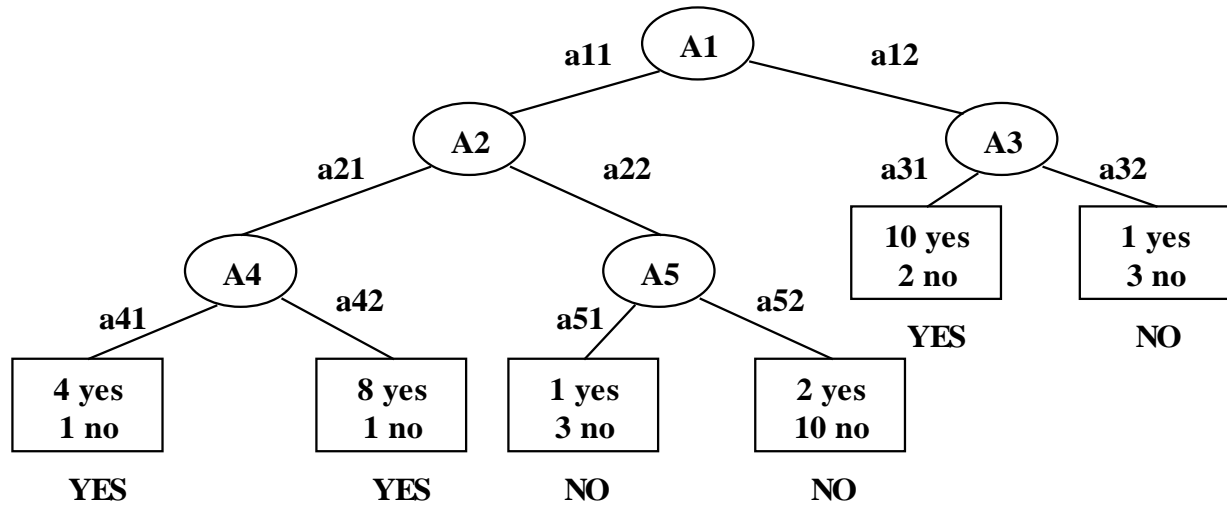 A1
a11
a12
A2
A3
a21
a22
a31
a32
10 yes
2 no
1 yes
3 no
A4
A5
a41
a42
a51
a52
YES
NO
4 yes
1 no
8 yes
1 no
1 yes
3 no
2 yes
10 no
YES
YES
NO
NO